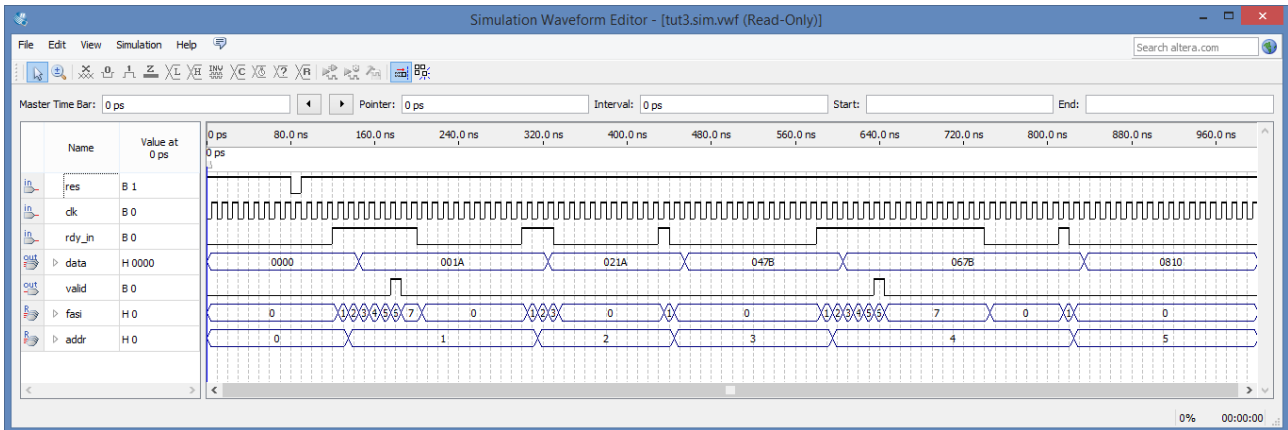 Simulation Waveform Editor - [tut3.sim.vwf (Read-Only)]
File Edit View Simulation Help Search altera.com
Master Time Bar: 0 ps Pointer: 0 ps Interval: 0 ps Start: End:
Name Value at 0 ps
0 ps 80.0 ns 160.0 ns 240.0 ns 320.0 ns 400.0 ns 480.0 ns 560.0 ns 640.0 ns 720.0 ns 800.0 ns 880.0 ns 960.0 ns
0 ps
in res B 1
in clk B 0
in rdy_in B 0
out data H 0000 0000 001A 021A 047B 067B 0810
out valid B 0
R fasi H 0 0 1 2 3 4 5 6 7 0 1 2 3 0 1 0 1 2 3 4 5 6 7 0 1 0
R addr H 0 0 1 2 3 4 5
0% 00:00:00